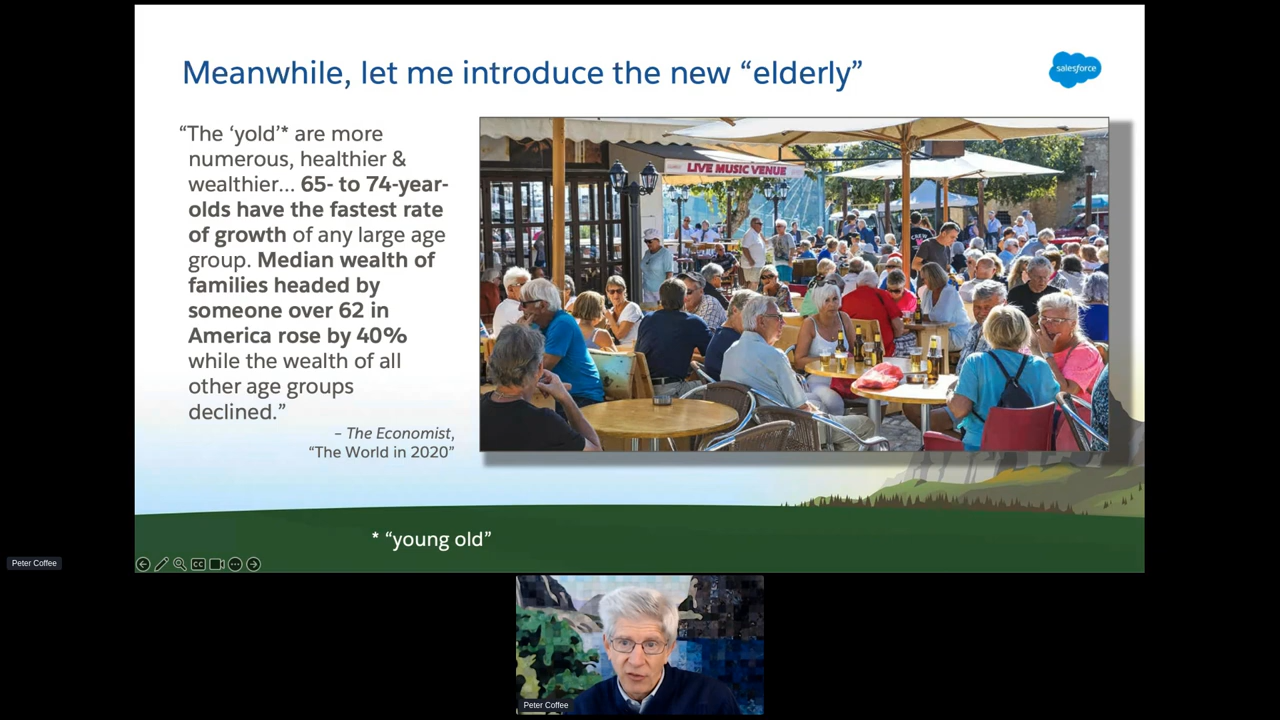 Meanwhile, let me introduce the new “elderly”
salesforce
“The ‘yold’* are more
numerous, healthier &
wealthier... 65- to 74-year-
olds have the fastest rate
of growth of any large age
group. Median wealth of
families headed by
someone over 62 in
America rose by 40%
while the wealth of all
other age groups
declined.”
– The Economist,
“The World in 2020”
LIVE MUSIC VENUE
CREW
* “young old”
CC
Peter Coffee
Peter Coffee